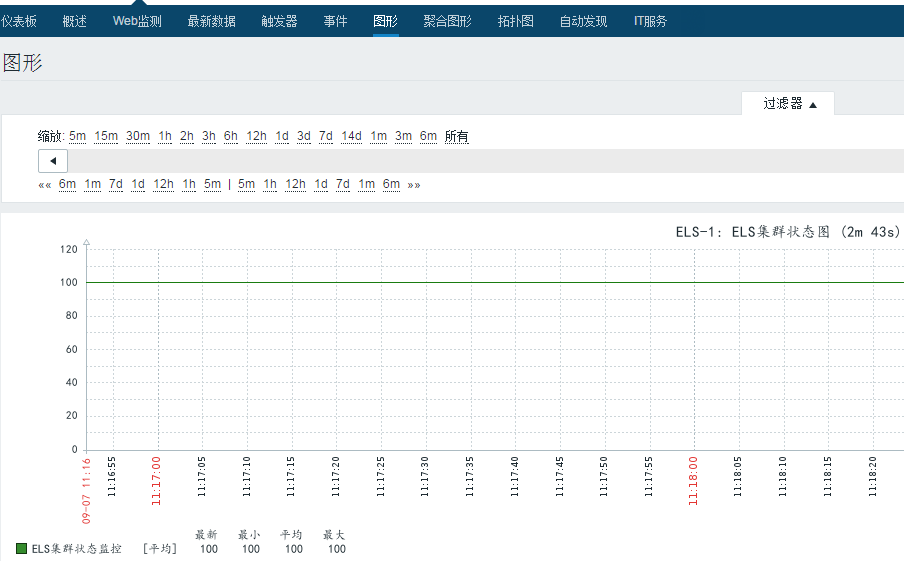 仪表板 概述 Web监测 最新数据 触发器 事件 图形 聚合图形 拓扑图 自动发现 IT服务
图形
过滤器 ▲
缩放: 5m 15m 30m 1h 2h 3h 6h 12h 1d 3d 7d 14d 1m 3m 6m 所有
«« 6m 1m 7d 1d 12h 1h 5m | 5m 1h 12h 1d 7d 1m 6m »»
ELS-1: ELS集群状态图 (2m 43s)
120
100
80
60
40
20
0
09-07 11:16 11:16:55 11:17:00 11:17:05 11:17:10 11:17:15 11:17:20 11:17:25 11:17:30 11:17:35 11:17:40 11:17:45 11:17:50 11:17:55 11:18:00 11:18:05 11:18:10 11:18:15 11:18:20
最新 最小 平均 最大
ELS集群状态监控 [平均] 100 100 100 100